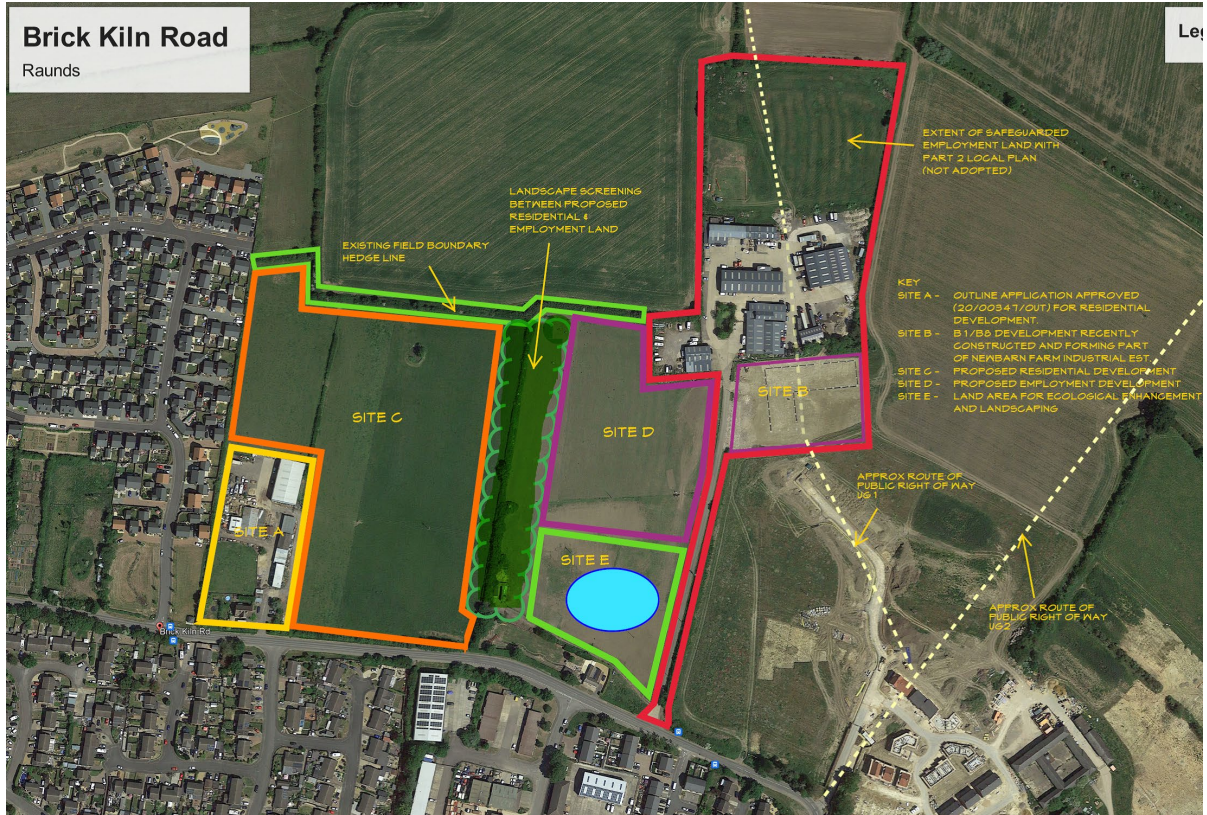 Brick Kiln Road
Raunds
Leg
EXTENT OF SAFEGUARDED
EMPLOYMENT LAND WITH
PART 2 LOCAL PLAN
(NOT ADOPTED)
LANDSCAPE SCREENING
BETWEEN PROPOSED
RESIDENTIAL &
EMPLOYMENT LAND
EXISTING FIELD BOUNDARY
HEDGE LINE
KEY
SITE A - OUTLINE APPLICATION APPROVED
(20/00347/OUT) FOR RESIDENTIAL
DEVELOPMENT.
SITE B - B1/B8 DEVELOPMENT RECENTLY
CONSTRUCTED AND FORMING PART
OF NEWBARN FARM INDUSTRIAL EST.
SITE C - PROPOSED RESIDENTIAL DEVELOPMENT
SITE D - PROPOSED EMPLOYMENT DEVELOPMENT
SITE E - LAND AREA FOR ECOLOGICAL ENHANCEMENT
AND LANDSCAPING
SITE B
SITE C
SITE D
APPROX ROUTE OF
PUBLIC RIGHT OF WAY
UG1
SITE A
SITE E
APPROX ROUTE OF
PUBLIC RIGHT OF WAY
UG2
Brick Kiln Rd